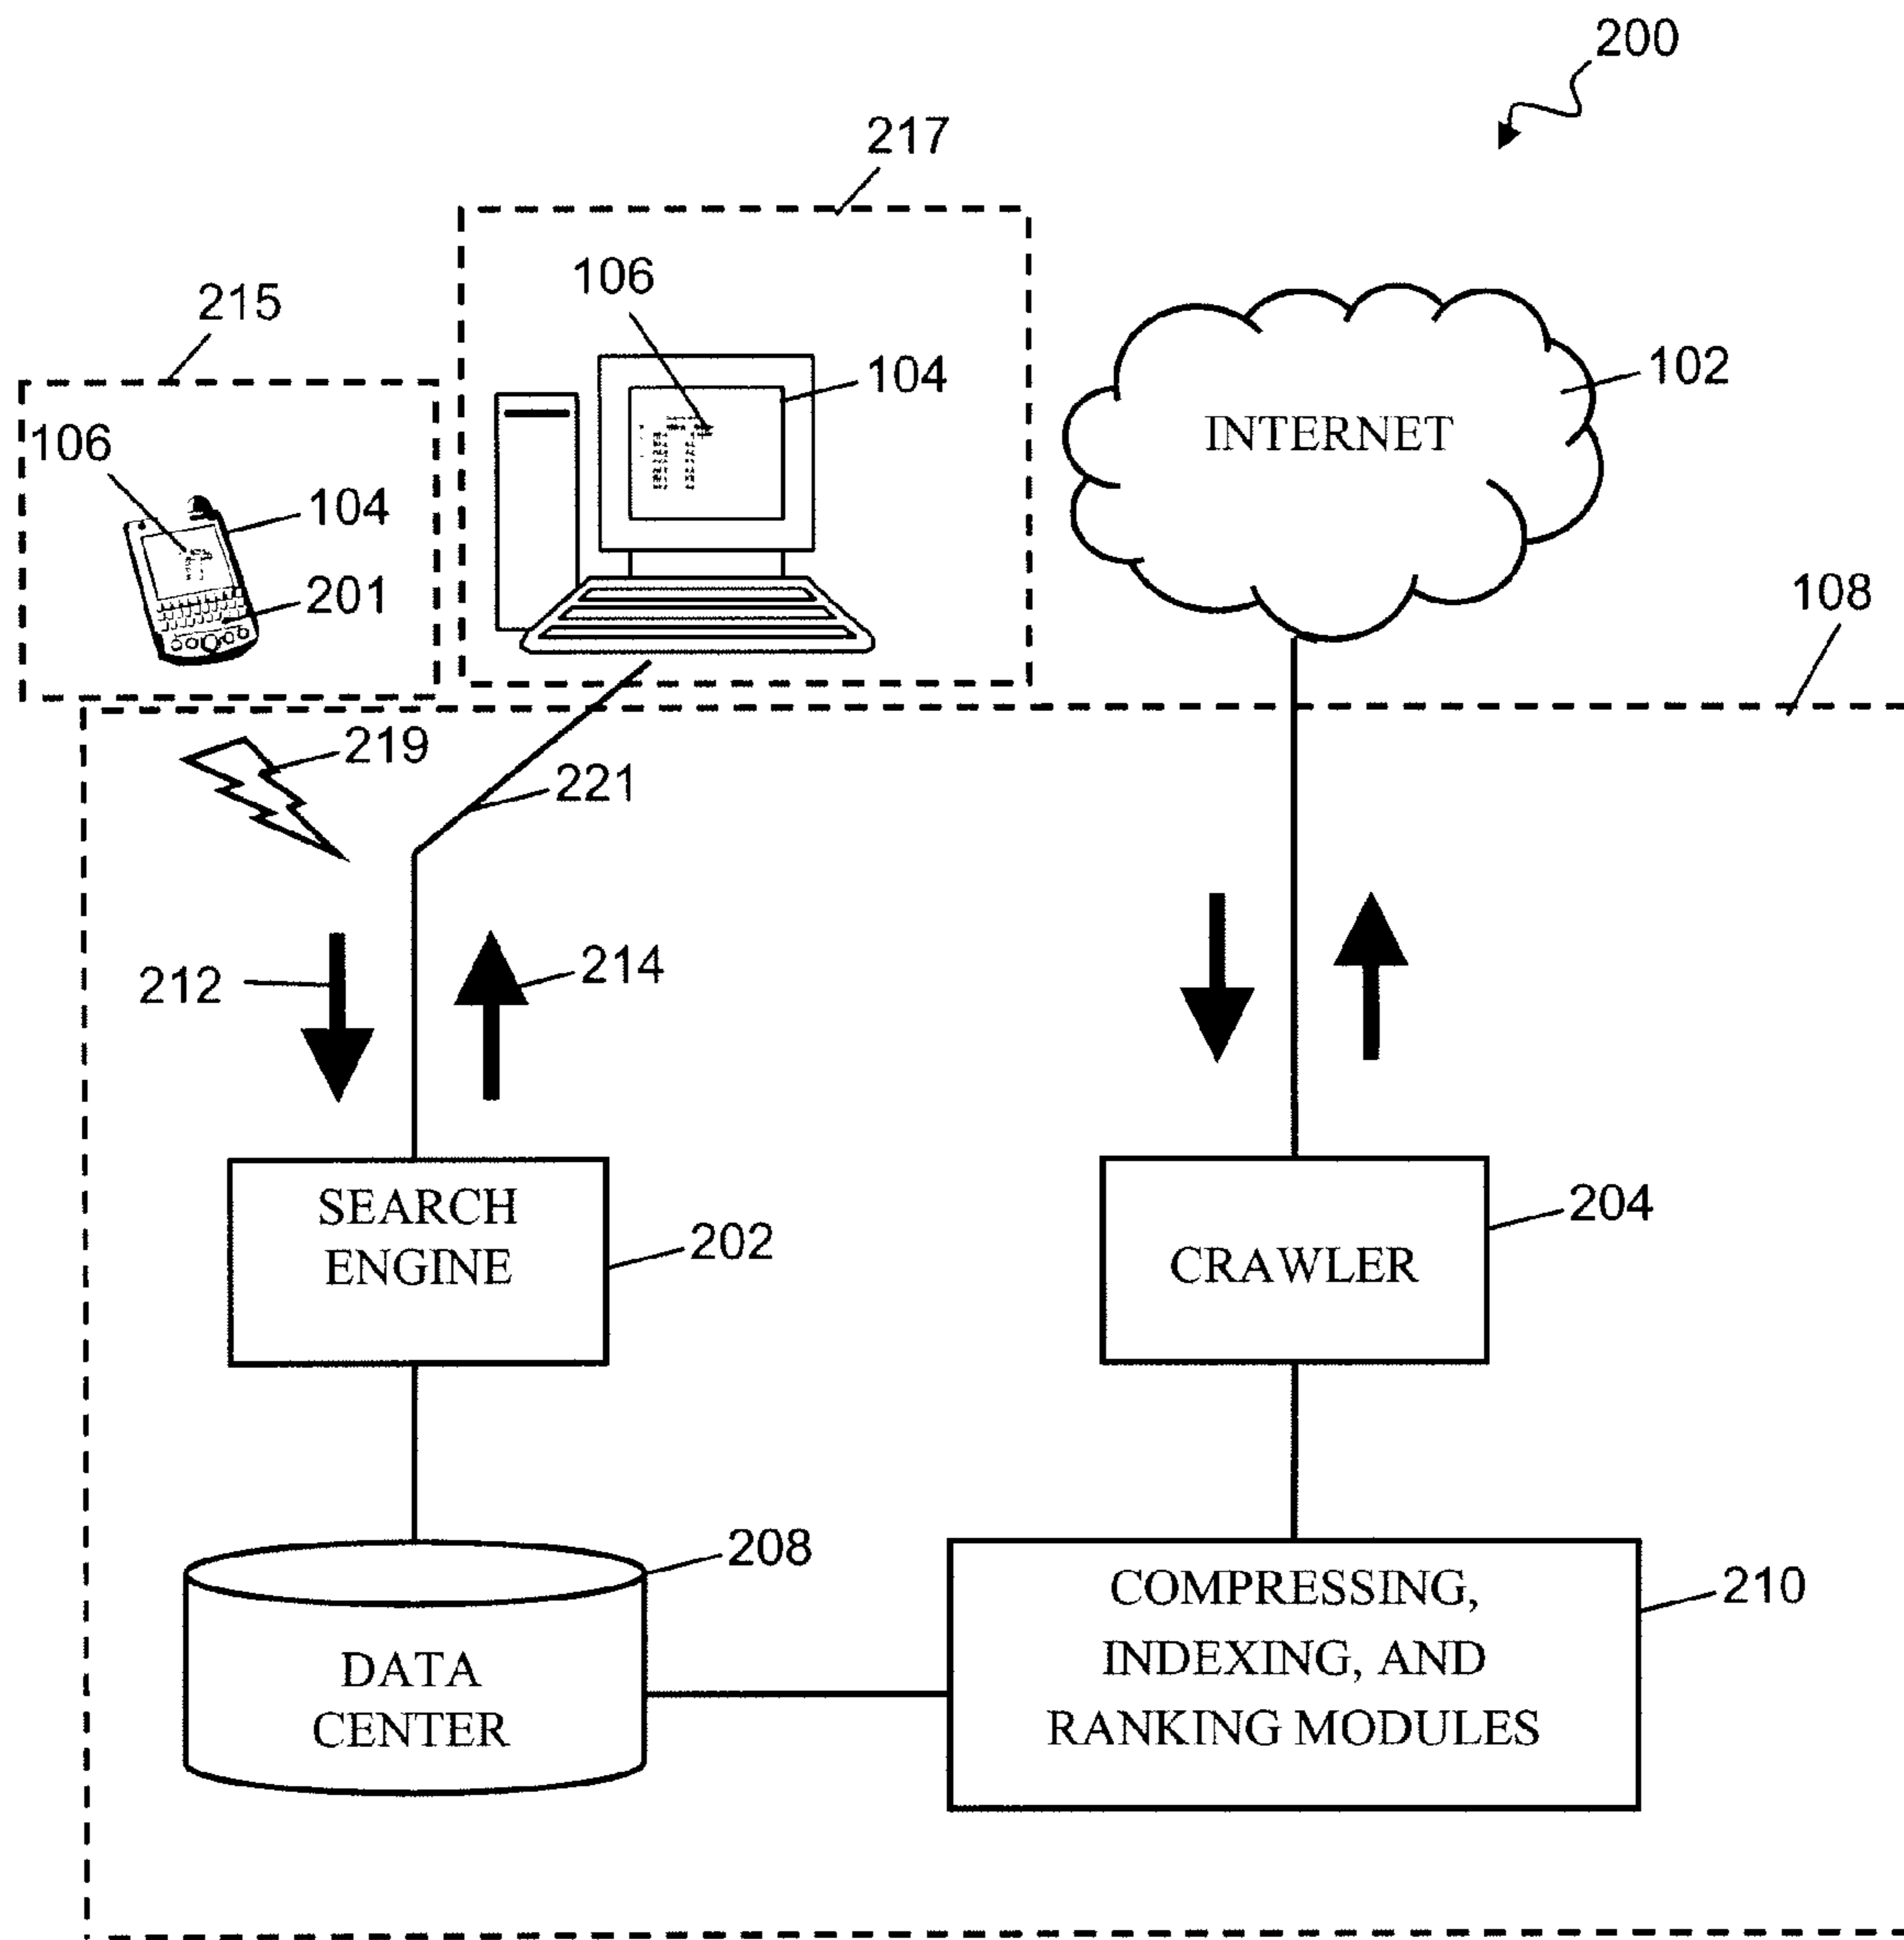 200
217
106
215
104
102
INTERNET
106
104
201
108
219
221
212
214
SEARCH
ENGINE
202
204
CRAWLER
208
DATA
CENTER
COMPRESSING,
INDEXING, AND
RANKING MODULES
210